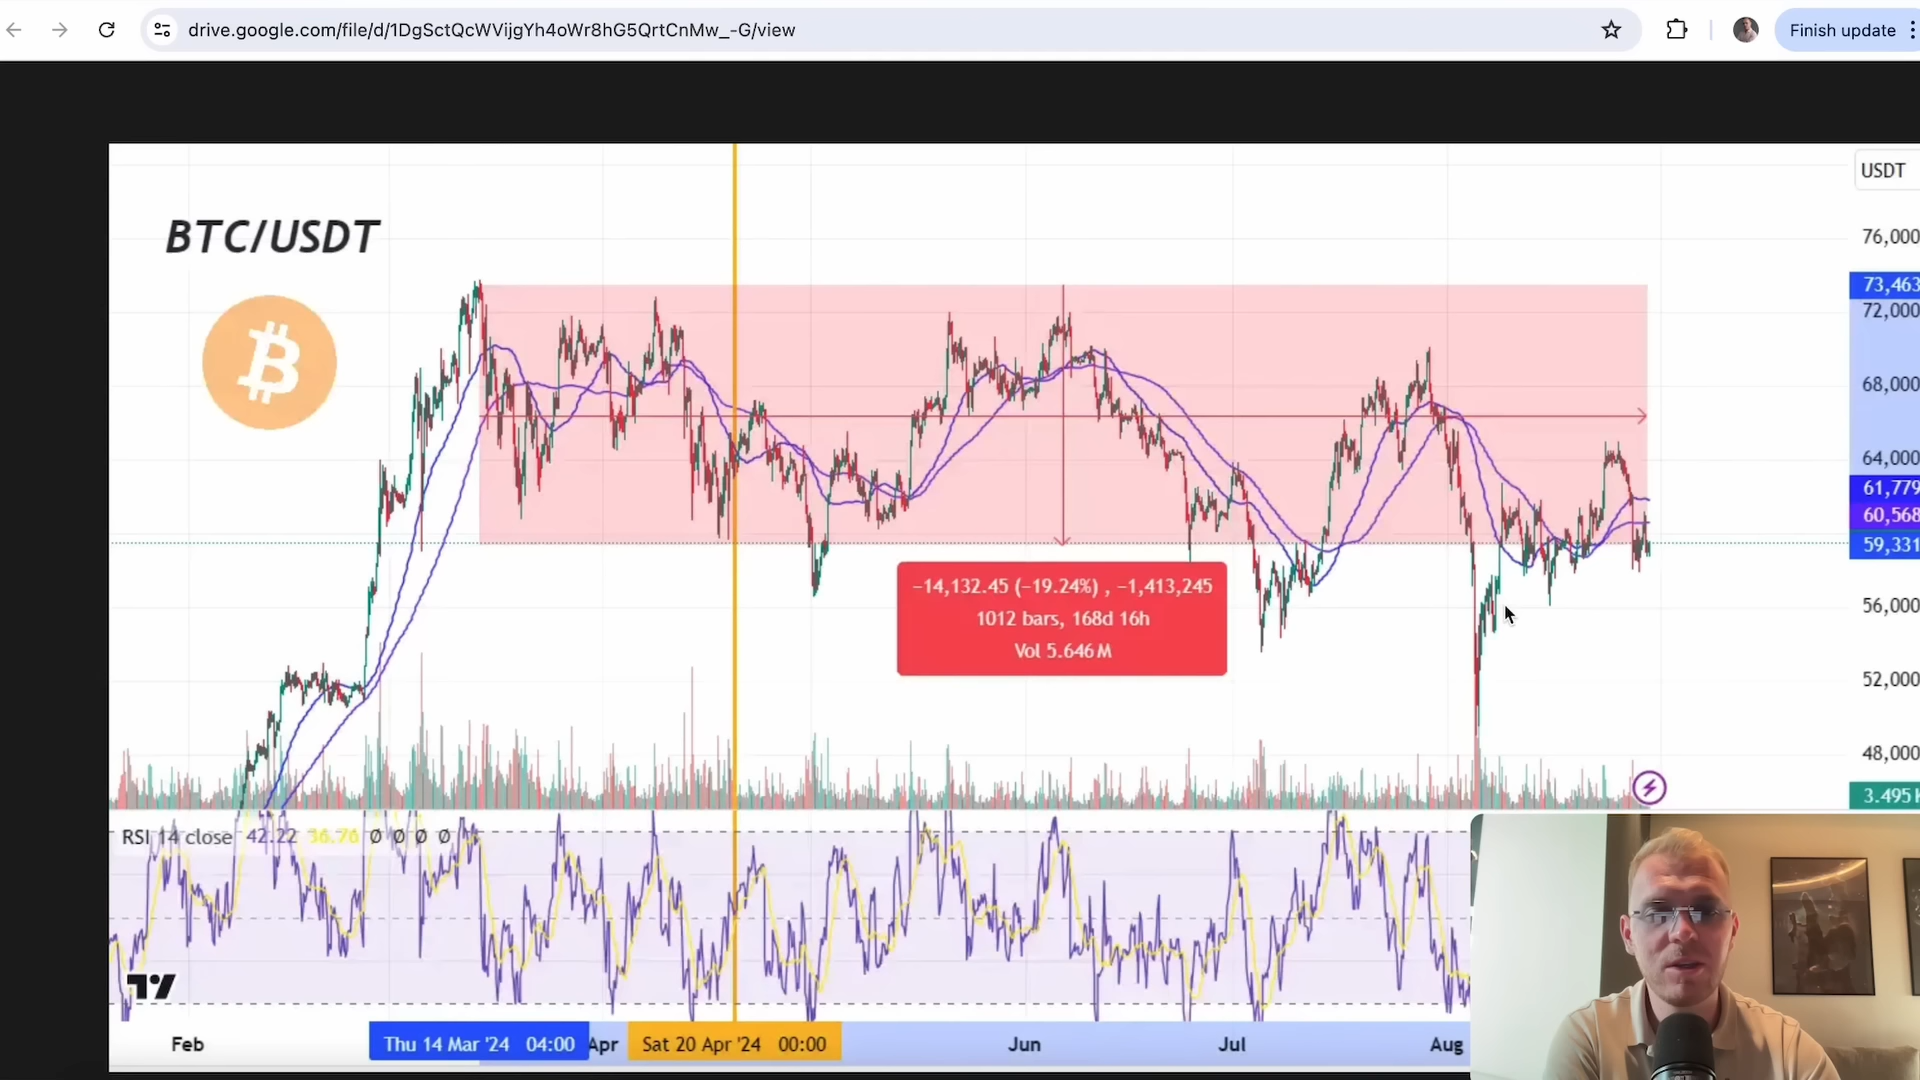 drive.google.com/file/d/1DgSctQcWVijgYh4oWr8hG5QrtCnMw_-G/view
Finish update
USDT
BTC/USDT
76,000
73,463
72,000
68,000
64,000
61,779
60,568
59,331
−14,132.45 (−19.24%) , −1,413,245
1012 bars, 168d 16h
Vol 5.646 M
56,000
52,000
48,000
3.495
RSI 14 close 42.22 36.76 Ø Ø Ø Ø
Feb
Thu 14 Mar '24 04:00
Apr
Sat 20 Apr '24 00:00
Jun
Jul
Aug